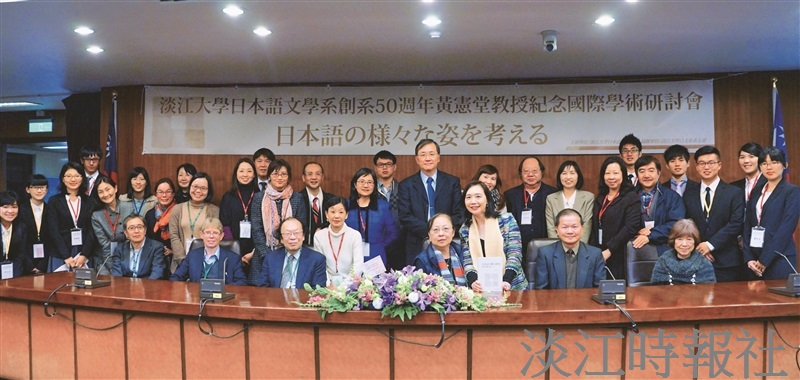 淡江大學日本語文學系創系50週年黃憲堂教授紀念國際學術研討會
日本語の様々な姿を考える
淡江時報社